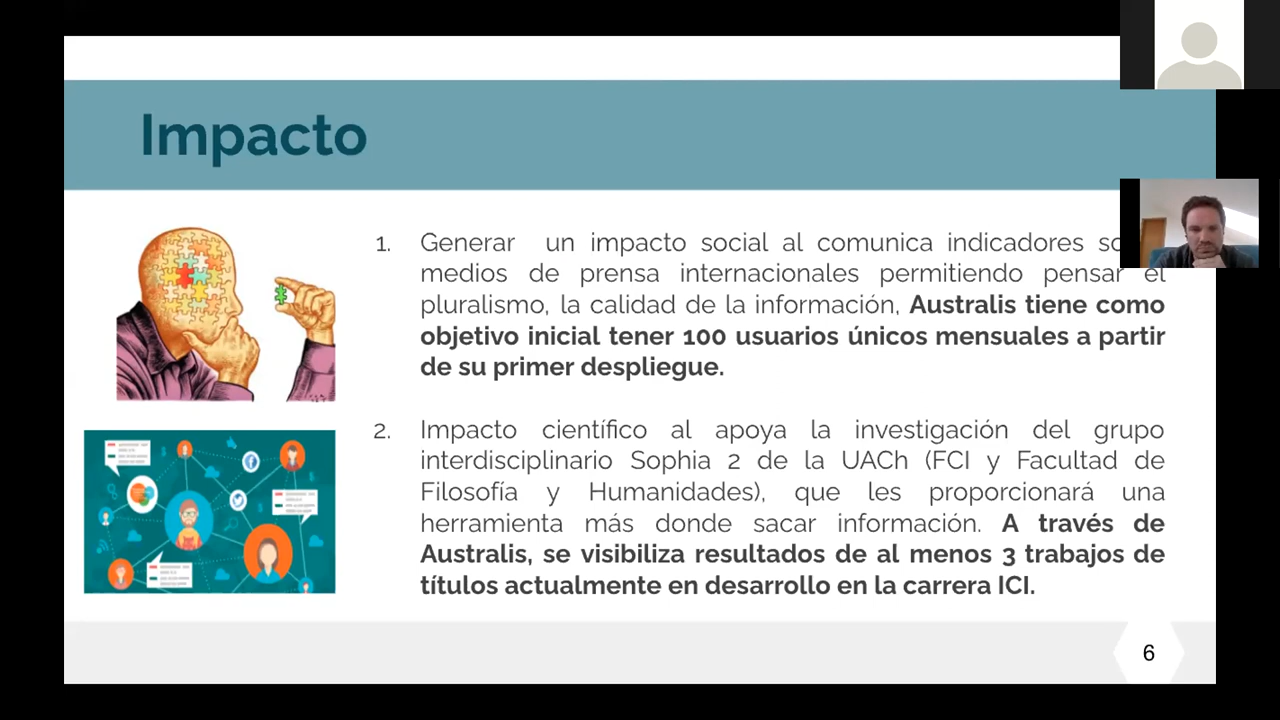 Impacto
1. Generar un impacto social al comunica indicadores
medios de prensa internacionales permitiendo pensar el
pluralismo, la calidad de la información, Australis tiene como
objetivo inicial tener 100 usuarios únicos mensuales a partir
de su primer despliegue.
2. Impacto científico al apoya la investigación del grupo
interdisciplinario Sophia 2 de la UACh (FCI y Facultad de
Filosofía y Humanidades), que les proporcionará una
herramienta más donde sacar información. A través de
Australis, se visibiliza resultados de al menos 3 trabajos de
títulos actualmente en desarrollo en la carrera ICI.
6